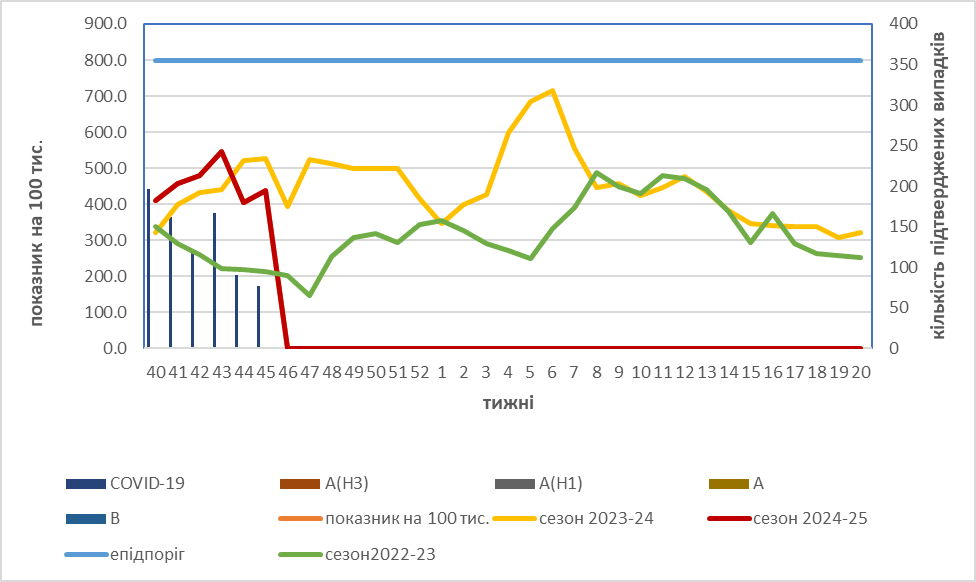 900.0
800.0
700.0
600.0
500.0
400.0
300.0
200.0
100.0
0.0
показник на 100 тис.
400
350
300
250
200
150
100
50
0
кількість підтверджених випадків
40 41 42 43 44 45 46 47 48 49 50 51 52 1 2 3 4 5 6 7 8 9 10 11 12 13 14 15 16 17 18 19 20
тижні
COVID-19 А(Н3) А(Н1) А
В показник на 100 тис. сезон 2023-24 сезон 2024-25
епідпоріг сезон2022-23